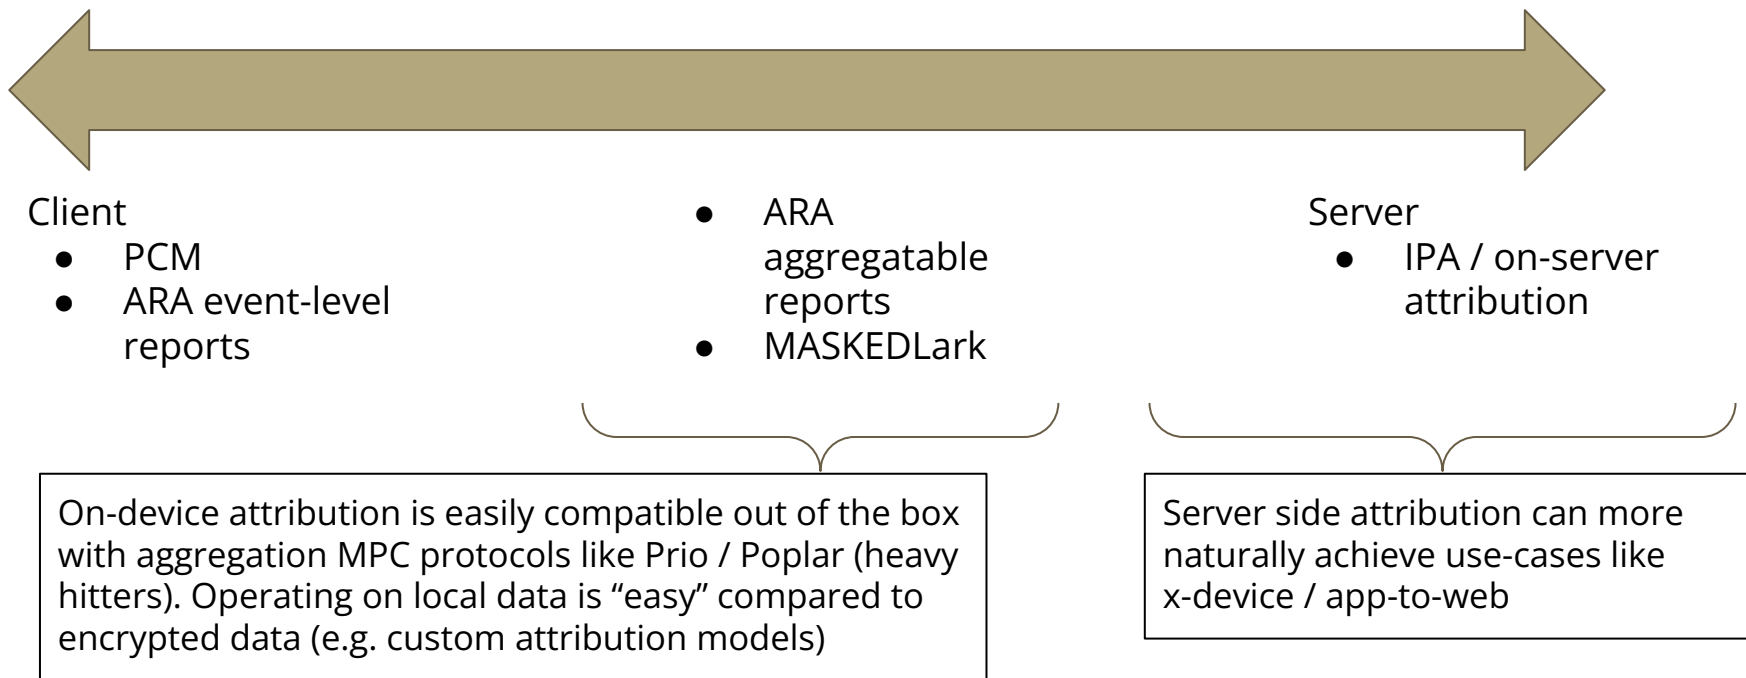 Client
● PCM
● ARA event-level
reports
● ARA
aggregatable
reports
● MASKEDLark
Server
● IPA / on-server
attribution
On-device attribution is easily compatible out of the box
with aggregation MPC protocols like Prio / Poplar (heavy
hitters). Operating on local data is “easy” compared to
encrypted data (e.g. custom attribution models)
Server side attribution can more
naturally achieve use-cases like
x-device / app-to-web